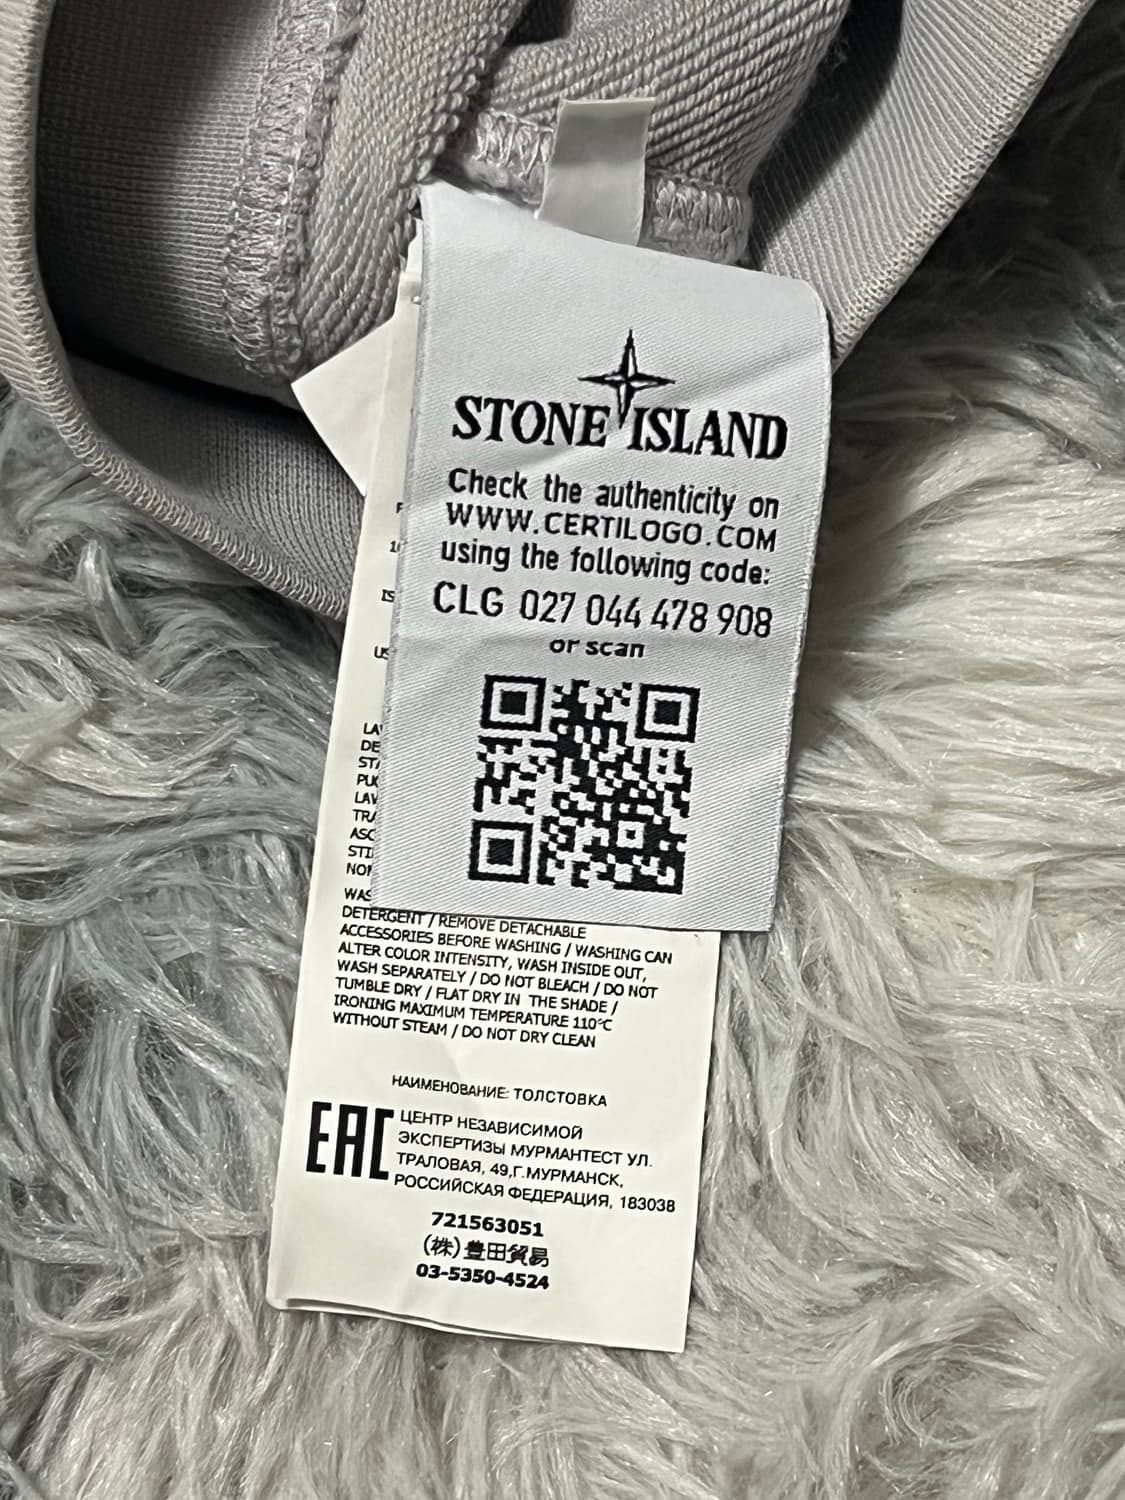 STONE ISLAND
Check the authenticity on
WWW.CERTILOGO.COM
using the following code:
CLG 027 044 478 908
or scan
DETERGENT / REMOVE DETACHABLE
ACCESSORIES BEFORE WASHING / WASHING CAN
ALTER COLOR INTENSITY, WASH INSIDE OUT,
WASH SEPARATELY / DO NOT BLEACH / DO NOT
TUMBLE DRY / FLAT DRY IN THE SHADE /
IRONING MAXIMUM TEMPERATURE 110°C
WITHOUT STEAM / DO NOT DRY CLEAN
НАИМЕНОВАНИЕ: ТОЛСТОВКА
EAC
ЦЕНТР НЕЗАВИСИМОЙ
ЭКСПЕРТИЗЫ МУРМАНТЕСТ УЛ.
ТРАЛОВАЯ, 49,Г.МУРМАНСК,
РОССИЙСКАЯ ФЕДЕРАЦИЯ, 183038
721563051
(株)豊田貿易
03-5350-4524